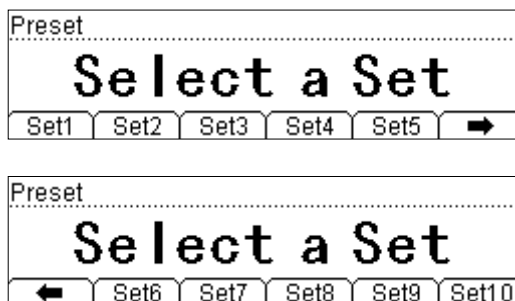 Preset
Select a Set
Set1 Set2 Set3 Set4 Set5 ➡
Preset
Select a Set
⬅ Set6 Set7 Set8 Set9 Set10